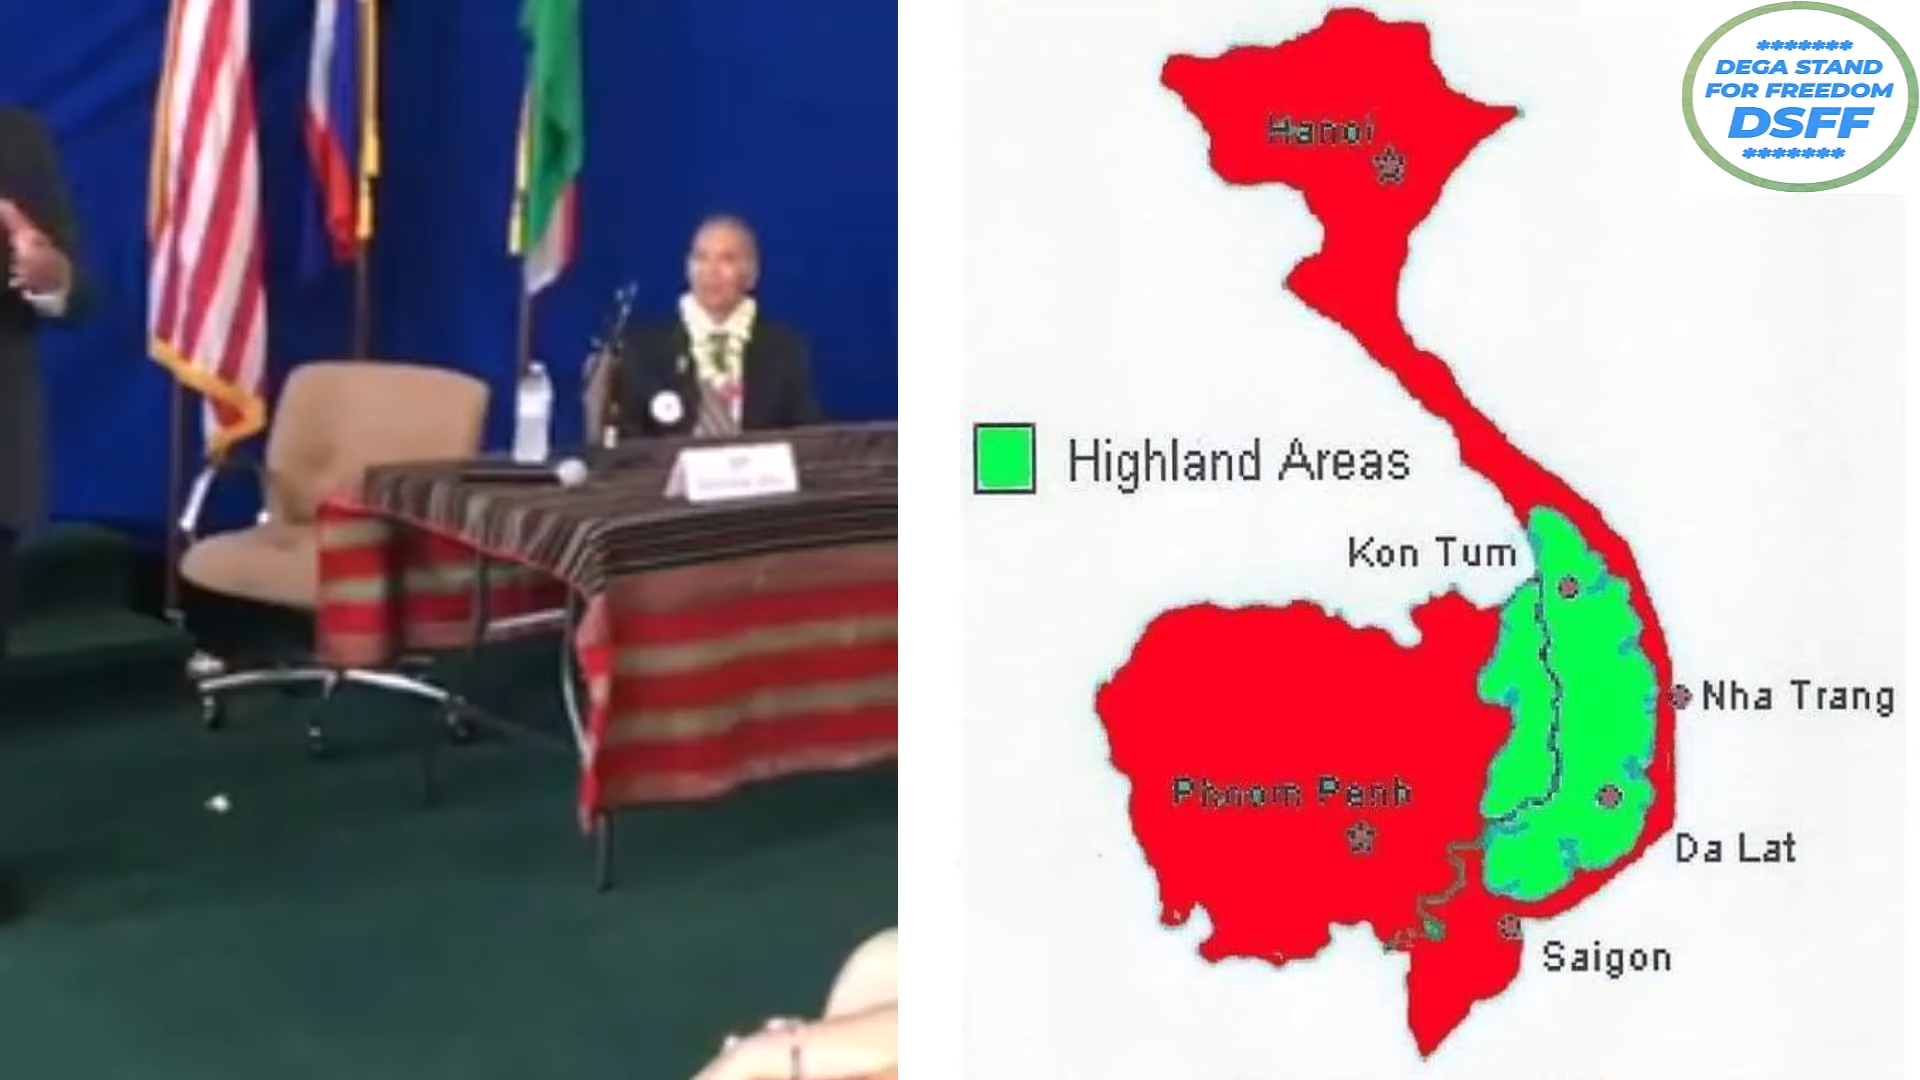 *******
DEGA STAND
FOR FREEDOM
DSFF
*******
Hanoi
Highland Areas
Kon Tum
Nha Trang
Phnom Penh
Da Lat
Saigon